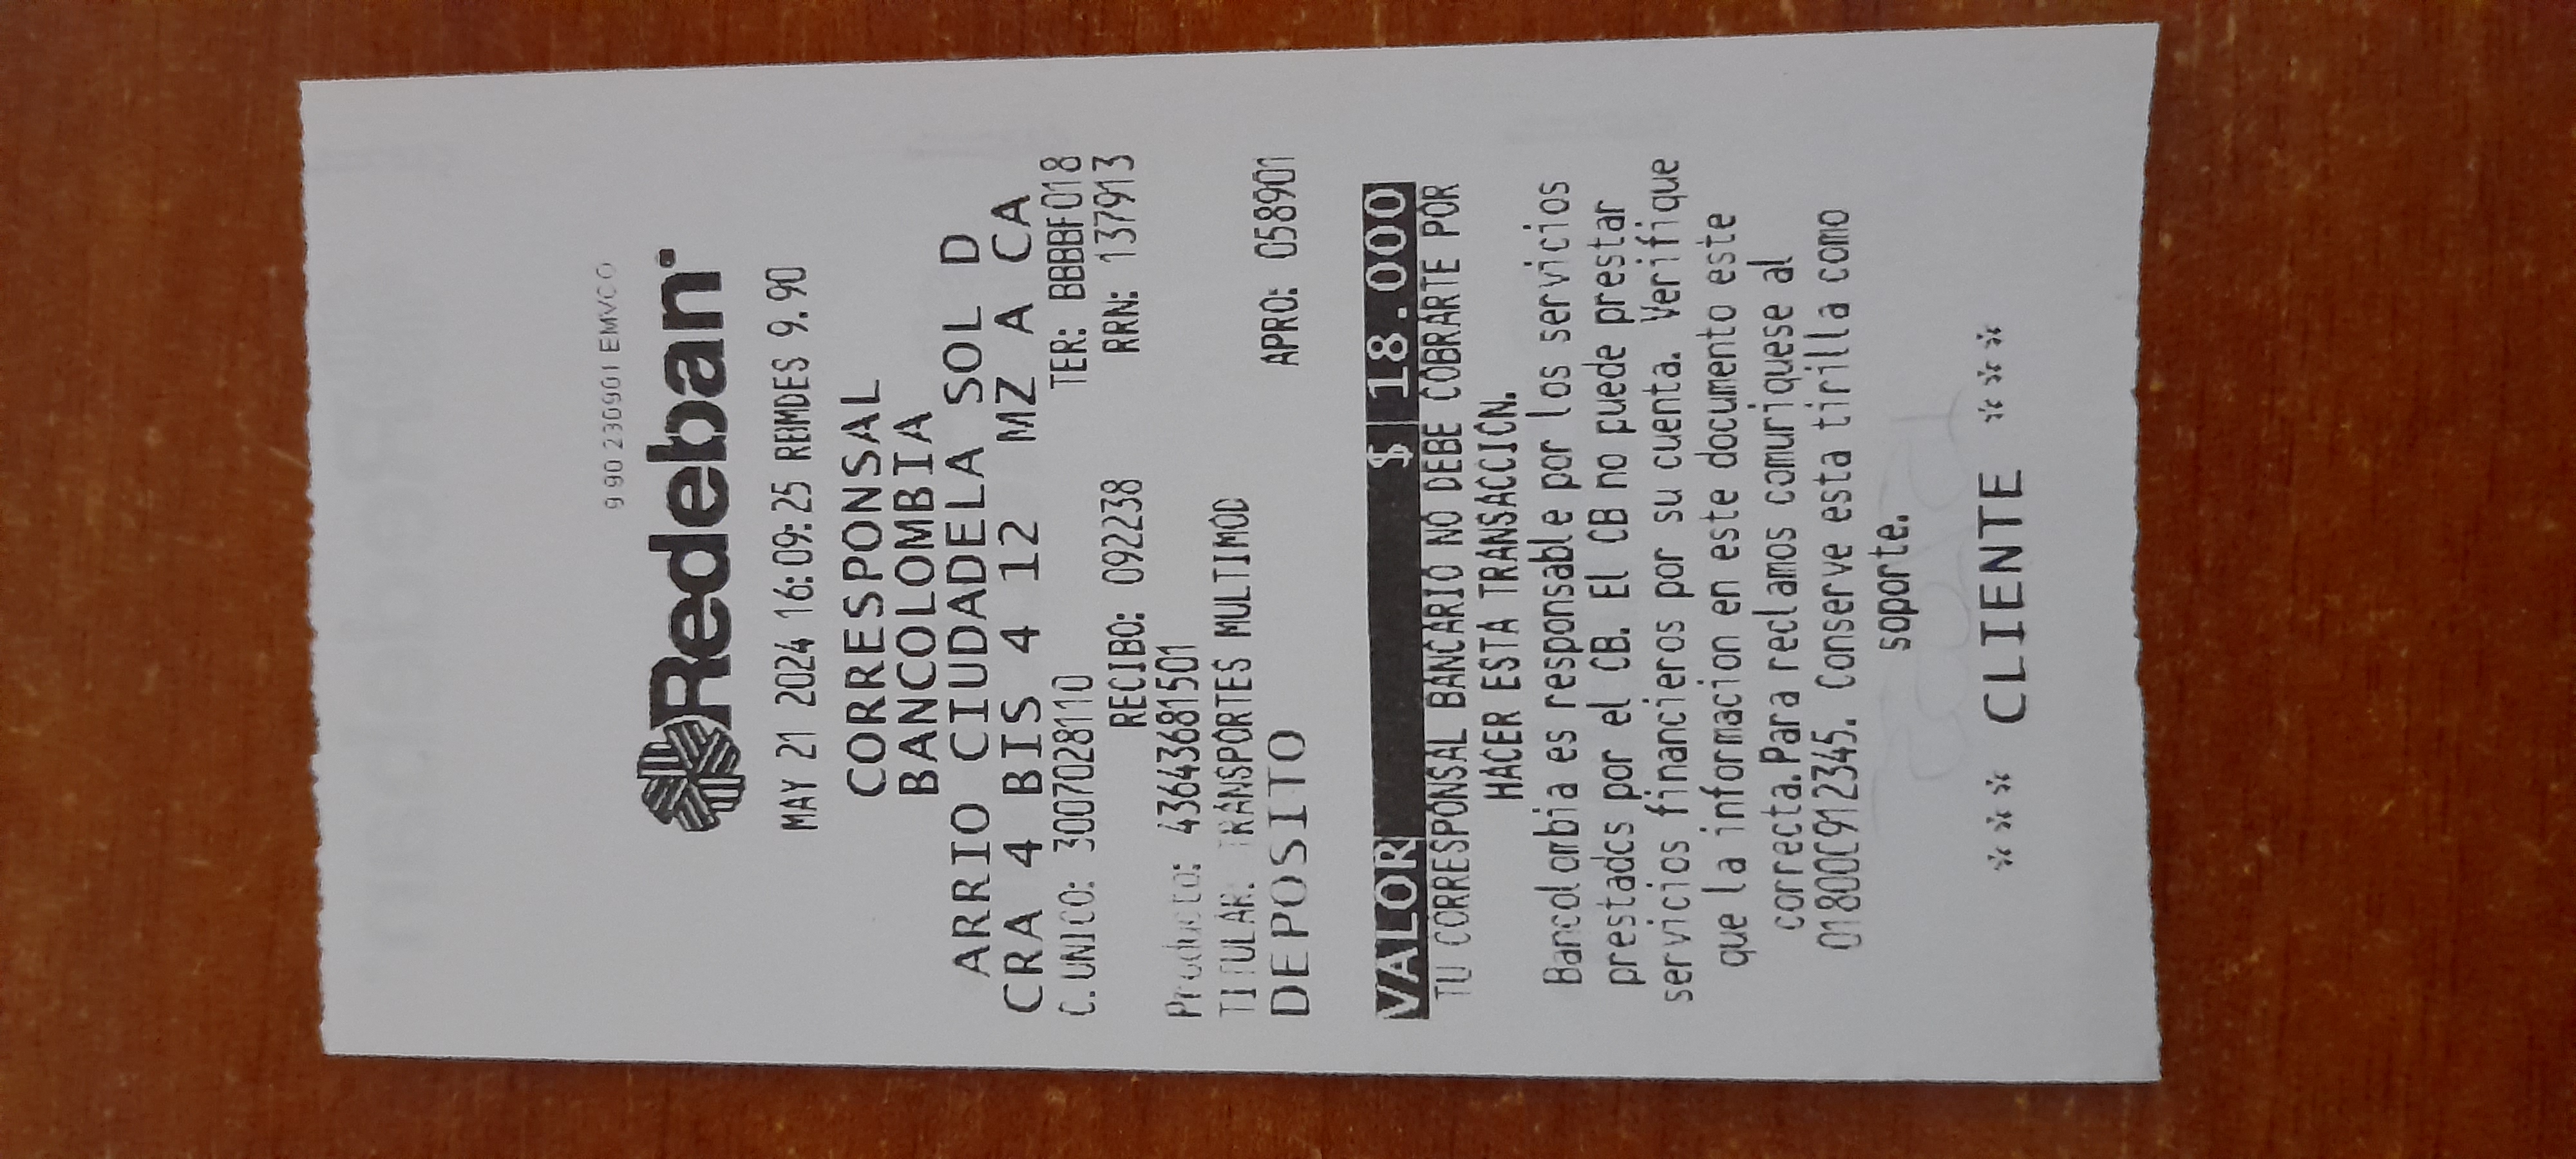 990 230901 EMVCO
Redeban
MAY 21 2024 16:09:25 RBMDES 9.90
CORRESPONSAL
BANCOLOMBIA
ARRIO CIUDADELA SOL D
CRA 4 BIS 4 12 MZ A CA
C. UNICO: 3007028110 TER: BBBBF018
RECIBO: 092238 RRN: 137913
Producto: 43643681501
TITULAR: TRANSPORTES MULTIMOD
DEPOSITO APRO: 058901
VALOR $ 18.000
TU CORRESPONSAL BANCARIO NO DEBE COBRARTE POR
HACER ESTA TRANSACCION.
Bancolombia es responsable por los servicios
prestados por el CB. El CB no puede prestar
servicios financieros por su cuenta. Verifique
que la informacion en este documento este
correcta.Para reclamos comuniquese al
018000912345. Conserve esta tirilla como
soporte.
*** CLIENTE ***